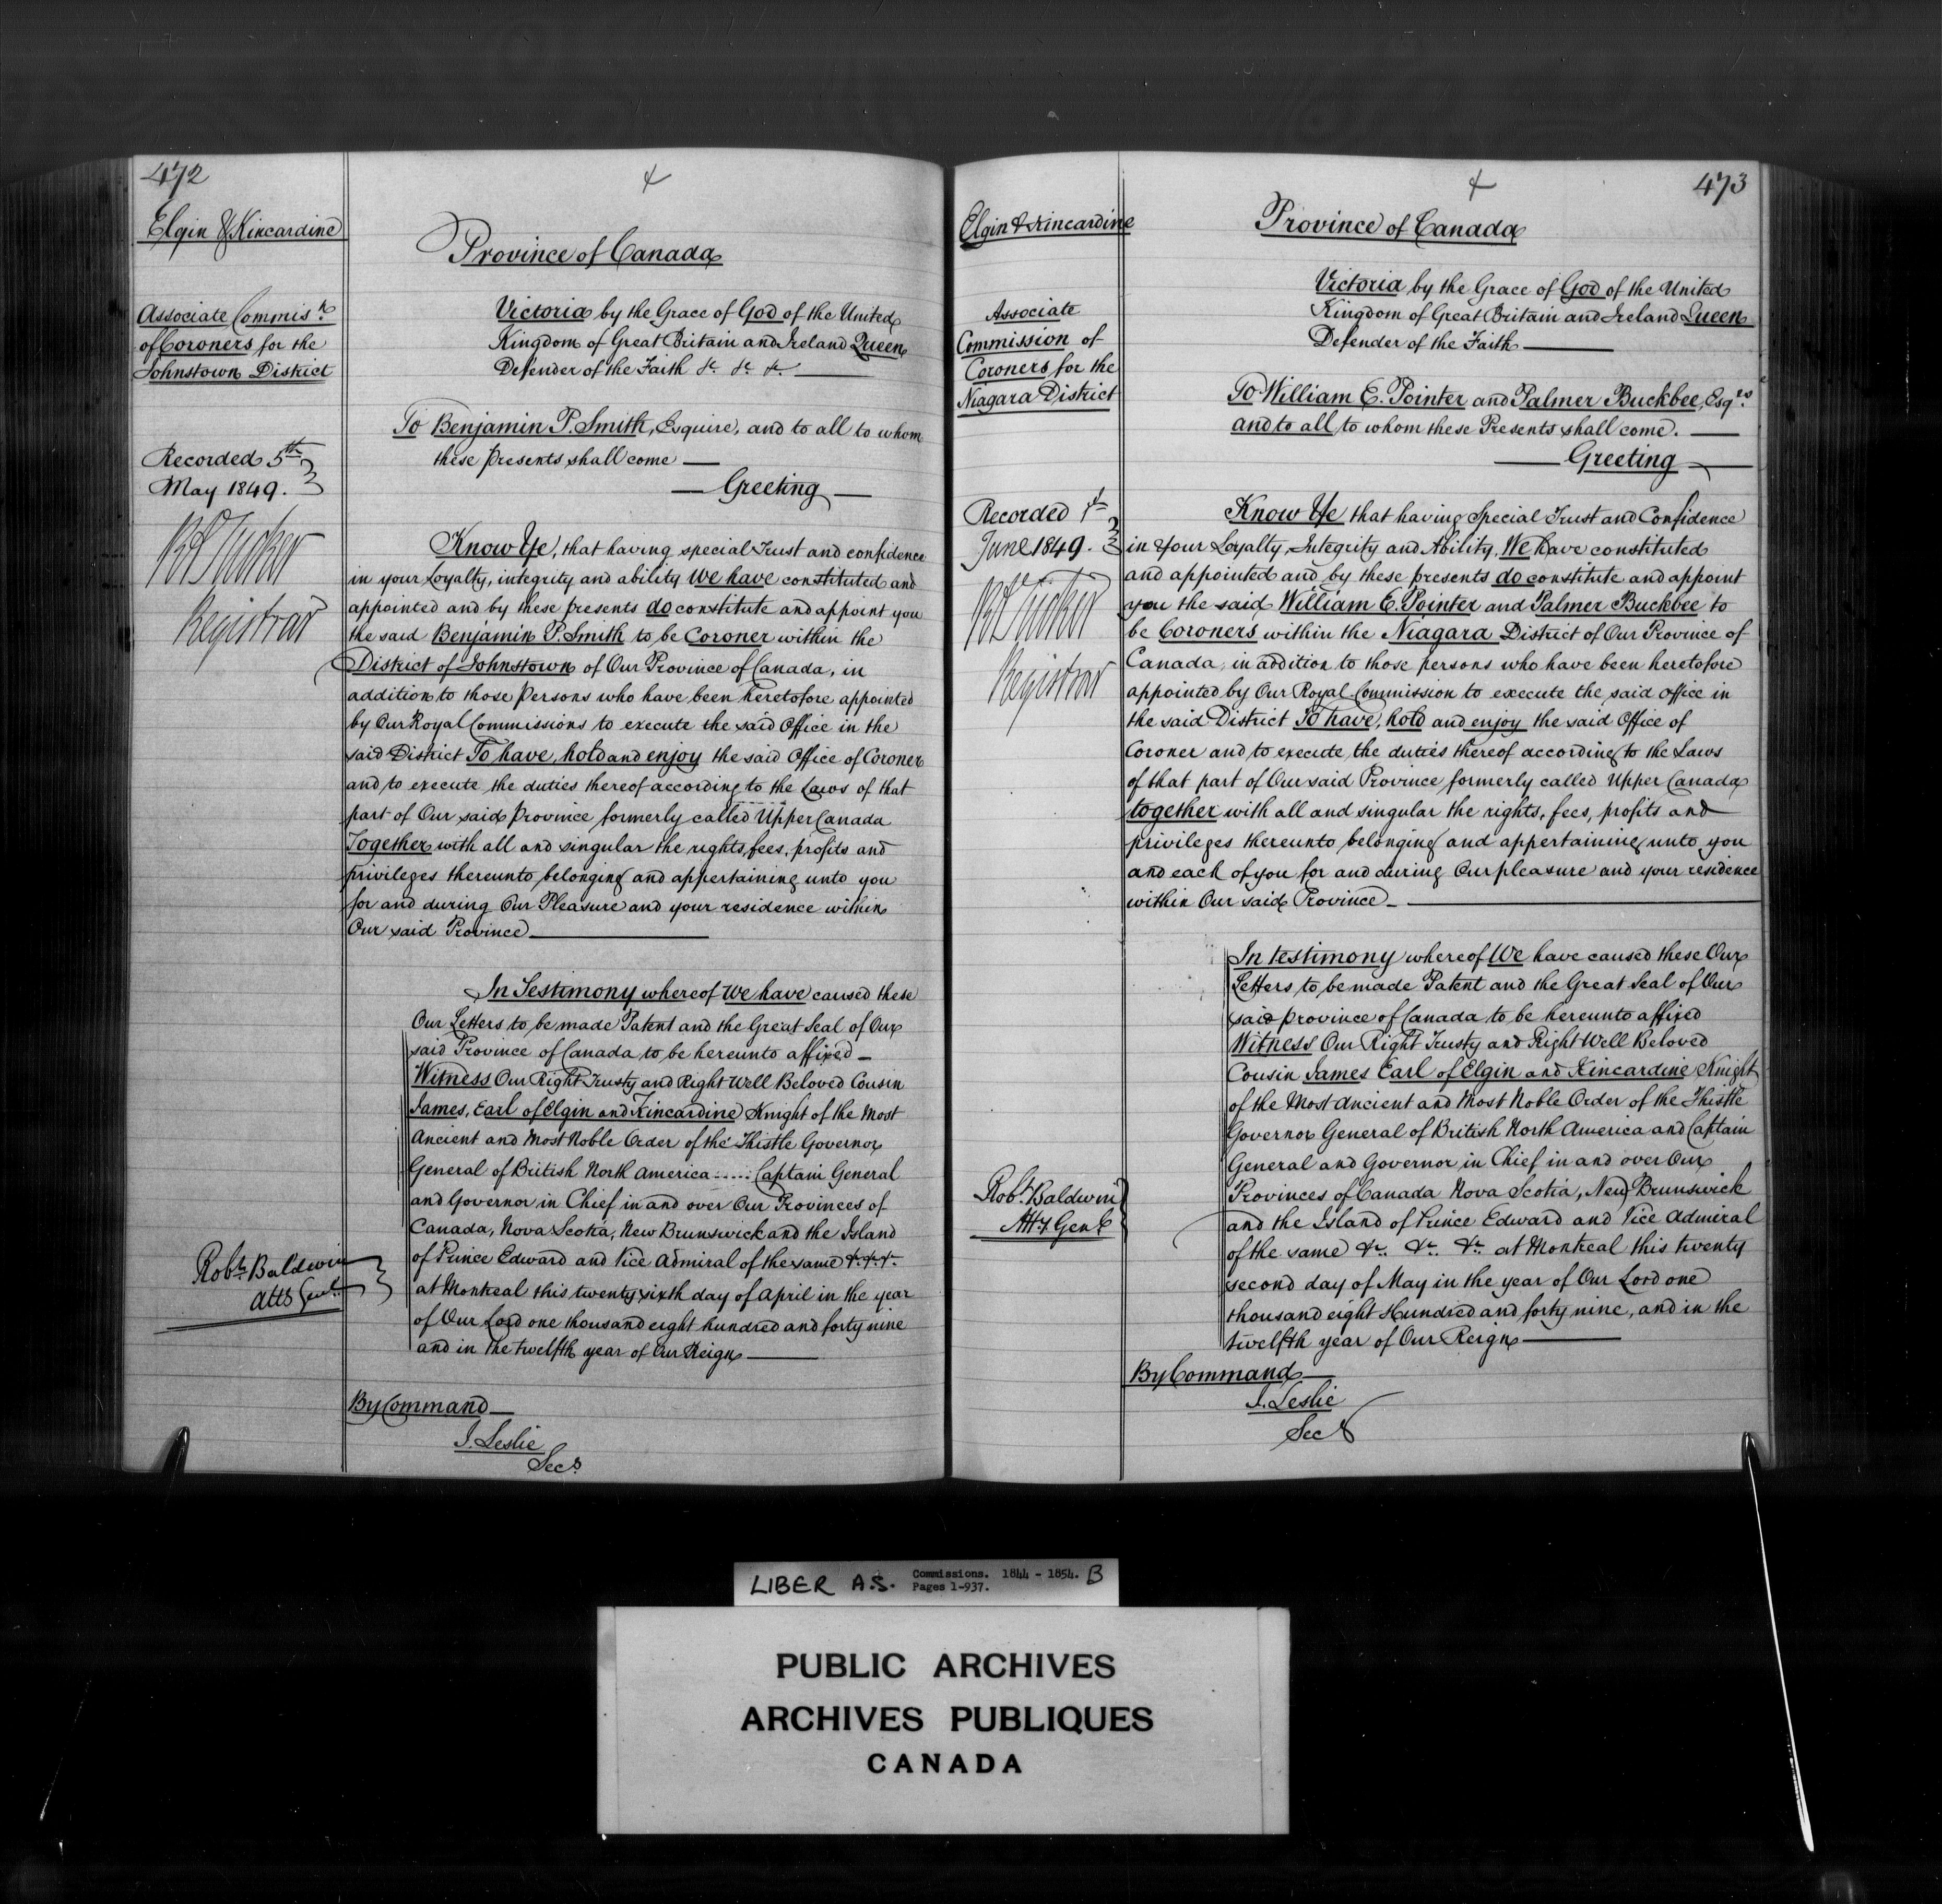 472
Elgin & Kincardine
Associate Commisr.
of Coroners for the
Johnstown District
Recorded 5th
May 1849.
R A Tucker
Registrar
Robt. Baldwin
Atty Genl.
Province of Canada
Victoria by the Grace of God of the United
Kingdom of Great Britain and Ireland Queen
Defender of the Faith &c. &c. &c.
To Benjamin P. Smith, Esquire, and to all to whom
these presents shall come —
— Greeting —
Know Ye, that having special Trust and confidence
in your Loyalty, integrity and ability We have constituted and
appointed and by these presents do constitute and appoint you
the said Benjamin P. Smith to be Coroner within the
District of Johnstown of Our Province of Canada, in
addition to those Persons who have been heretofore appointed
by Our Royal Commissions to execute the said Office in the
said District To have, hold and enjoy the said Office of Coroner
and to execute the duties thereof according to the Laws of that
part of Our said Province formerly called Upper Canada
Together with all and singular the rights, fees, profits and
privileges thereunto belonging and appertaining unto you
for and during Our Pleasure and your residence within
Our said Province
In Testimony whereof We have caused these
Our Letters to be made Patent and the Great Seal of Our
said Province of Canada to be hereunto affixed —
Witness Our Right Trusty and Right Well Beloved Cousin
James, Earl of Elgin and Kincardine Knight of the Most
Ancient and Most Noble Order of the Thistle Governor
General of British North America ..... Captain General
and Governor in Chief in and over Our Provinces of
Canada, Nova Scotia, New Brunswick and the Island
of Prince Edward and Vice Admiral of the same &c. &c. &c.
at Montreal this twenty sixth day of April in the year
of Our Lord one thousand eight hundred and forty nine
and in the twelfth year of Our Reign
By Command
J. Leslie
Secy.
473
Elgin & Kincardine
Associate
Commission of
Coroners for the
Niagara District
Recorded 1st
June 1849.
R A Tucker
Registrar
Robt. Baldwin
Atty Genl
Province of Canada
Victoria by the Grace of God of the United
Kingdom of Great Britain and Ireland Queen
Defender of the Faith
To William E. Pointer and Palmer Buckbee, Esqres.
and to all to whom these Presents shall come.
— Greeting —
Know Ye that having Special Trust and Confidence
in Your Loyalty, Integrity and Ability, We have constituted
and appointed and by these presents do constitute and appoint
you the said William E. Pointer and Palmer Buckbee to
be Coroners within the Niagara District of Our Province of
Canada, in addition to those persons who have been heretofore
appointed by Our Royal Commission to execute the said office in
the said District To have, hold and enjoy the said Office of
Coroner and to execute the duties thereof according to the Laws
of that part of Our said Province formerly called Upper Canada
together with all and singular the rights, fees, profits and
privileges thereunto belonging and appertaining unto you
and each of you for and during Our pleasure and your residence
within Our said Province
In testimony whereof We have caused these Our
Letters to be made Patent and the Great Seal of Our
said province of Canada to be hereunto affixed
Witness Our Right Trusty and Right Well Beloved
Cousin James Earl of Elgin and Kincardine Knight
of the Most Ancient and Most Noble Order of the Thistle
Governor General of British North America and Captain
General and Governor in Chief in and over Our
Provinces of Canada Nova Scotia, New Brunswick
and the Island of Prince Edward and Vice Admiral
of the same &c. &c. &c. at Montreal this twenty
second day of May in the year of Our Lord one
thousand eight Hundred and forty nine, and in the
twelfth year of Our Reign
By Command
J. Leslie
Secy
LIBER A.S. Commissions. 1844 - 1854. B
Pages 1-937.
PUBLIC ARCHIVES
ARCHIVES PUBLIQUES
CANADA